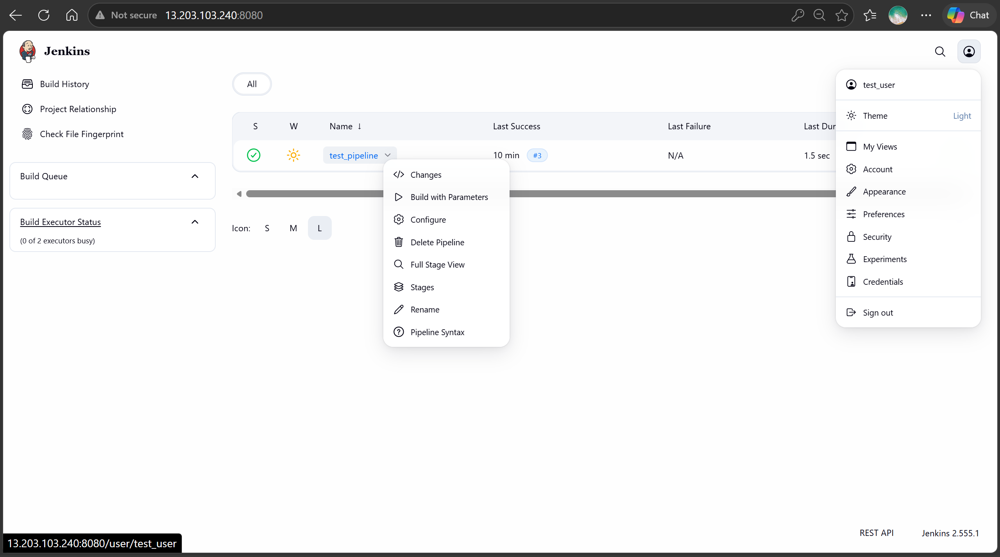 Not secure 13.203.103.240:8080
Chat
Jenkins
Build History
Project Relationship
Check File Fingerprint
Build Queue
Build Executor Status
(0 of 2 executors busy)
All
S W Name ↓ Last Success Last Failure Last Dur
test_pipeline 10 min #3 N/A 1.5 sec
Changes
Build with Parameters
Configure
Delete Pipeline
Full Stage View
Stages
Rename
Pipeline Syntax
Icon: S M L
test_user
Theme Light
My Views
Account
Appearance
Preferences
Security
Experiments
Credentials
Sign out
REST API Jenkins 2.555.1
13.203.103.240:8080/user/test_user